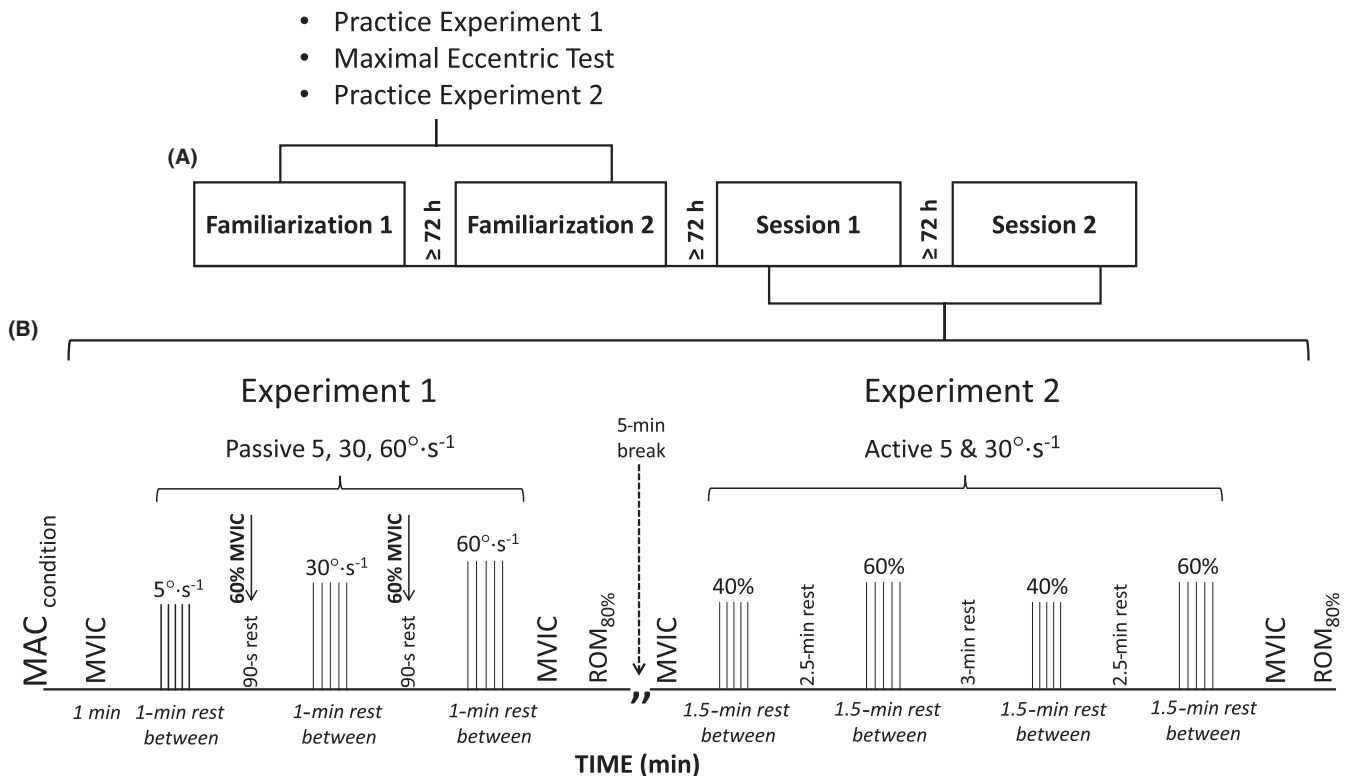 • Practice Experiment 1
• Maximal Eccentric Test
• Practice Experiment 2
(A)
Familiarization 1
≥ 72 h
Familiarization 2
≥ 72 h
Session 1
≥ 72 h
Session 2
(B)
Experiment 1
Experiment 2
Passive 5, 30, 60°·s⁻¹
5-min
break
Active 5 & 30°·s⁻¹
MAC condition
MVIC
5°·s⁻¹
60% MVIC
90-s rest
30°·s⁻¹
60% MVIC
90-s rest
60°·s⁻¹
MVIC
ROM80%
”
MVIC
40%
2.5-min rest
60%
3-min rest
40%
2.5-min rest
60%
MVIC
ROM80%
1 min
1-min rest
between
1-min rest
between
1-min rest
between
1.5-min rest
between
1.5-min rest
between
1.5-min rest
between
1.5-min rest
between
TIME (min)